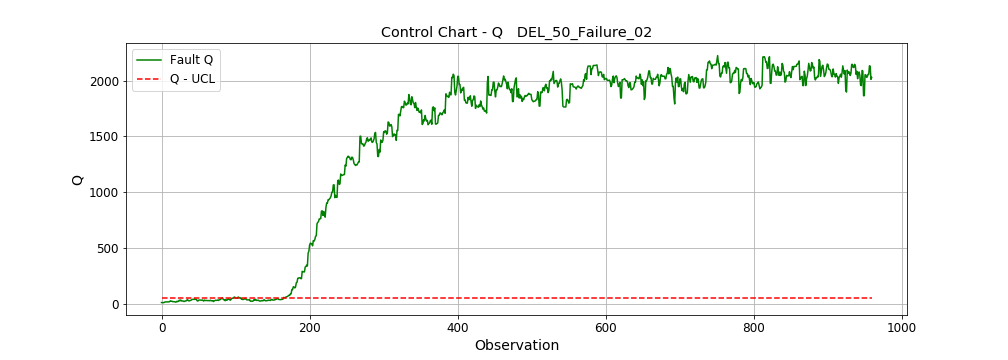 Control Chart - Q   DEL_50_Failure_02
Fault Q
Q - UCL
2000
1500
1000
500
0
Q
0 200 400 600 800 1000
Observation